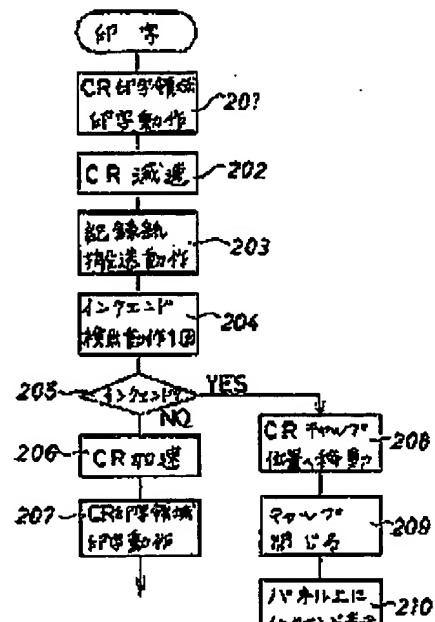 印字
CR印字領域
印字動作
201
CR 減速
202
記録紙
搬送動作
203
インクエンド
検出動作1回
204
205
インクエンド?
YES
NO
206
CR加速
207
CR印字領域
印字動作
CRキャップ
位置へ移動
208
キャップ
閉じる
209
パネル上に
210